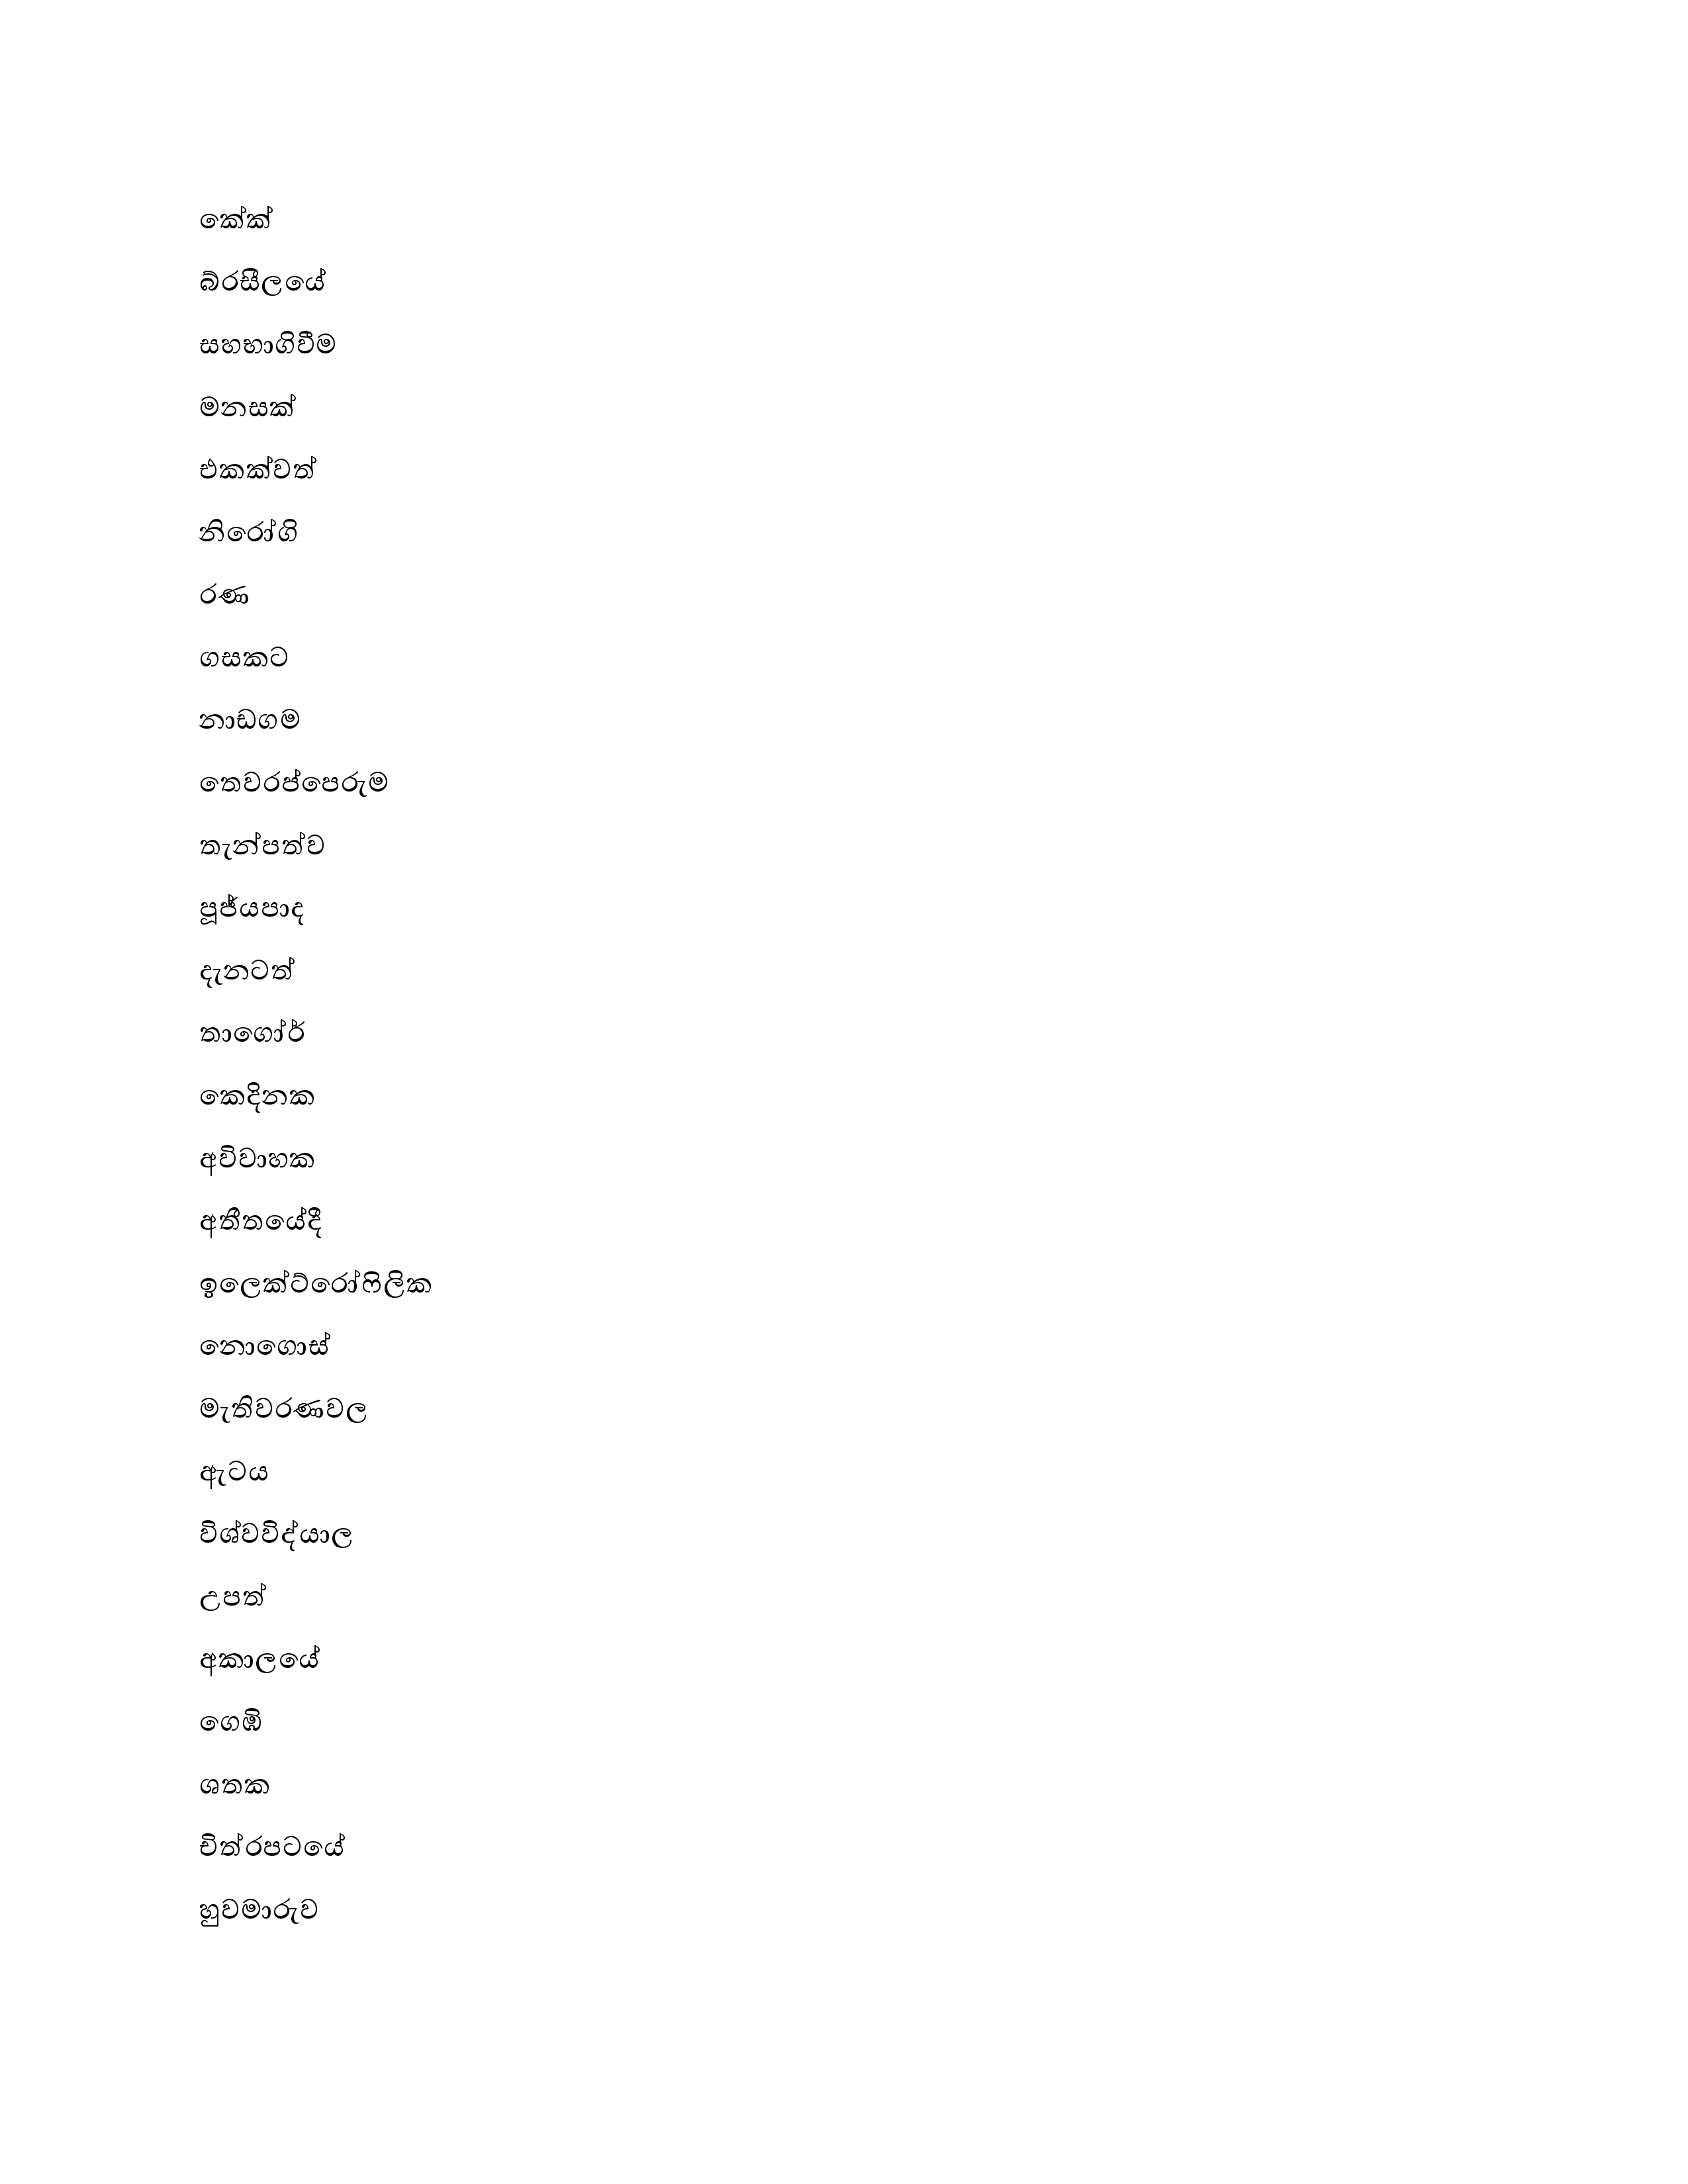 කේක්
බ්රසීලයේ
සහභාගිවීම
මනසක්
එකක්වත්
නිරෝගි
රණ
ගසකට
නාඩගම
තෙවරප්පෙරුම
තැන්පත්ව
පූජ්යපාද
දැනටත්
තාගෝර්
කෙදිනක
අවිවාහක
අතීතයේදී
ඉලෙක්ට්රෝෆිලික
නොගොස්
මැතිවරණවල
ඇටය
විශ්වවිද්යාල
උපත්
අකාලයේ
ගෙඹි
ශතක
චිත්රපටයේ
හුවමාරුව